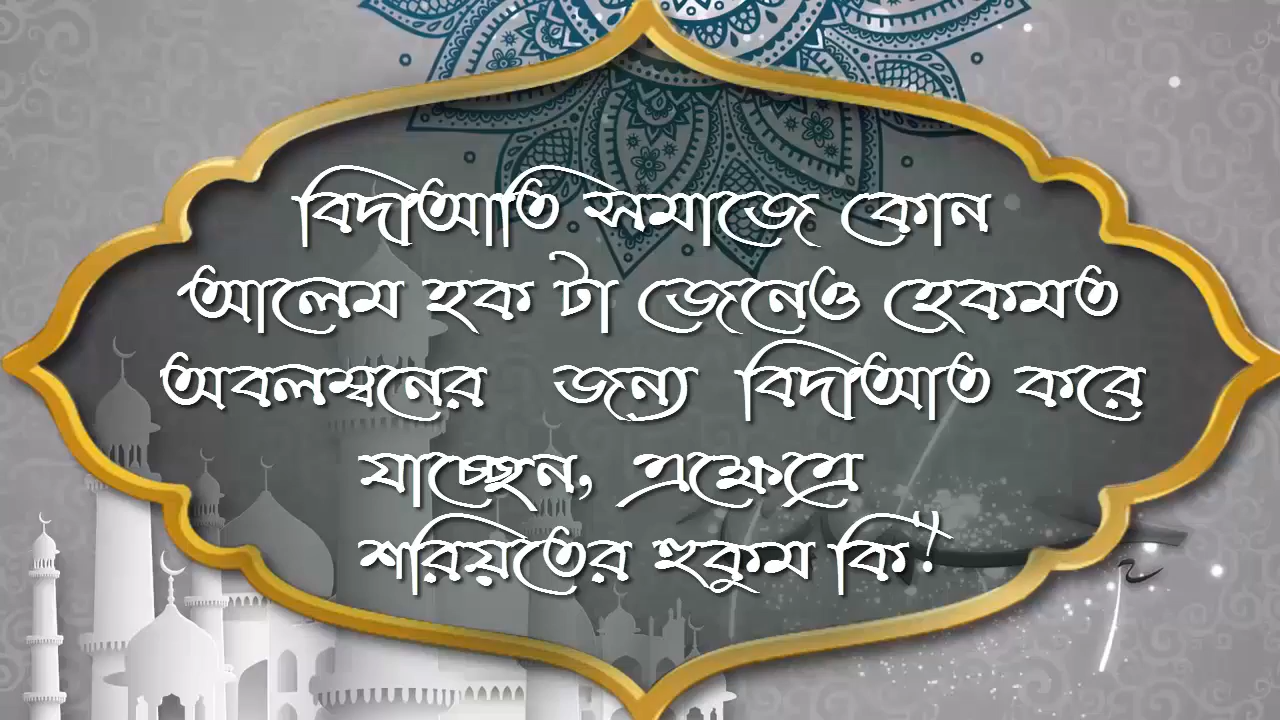 বিদাআতি সমাজে কোন
আলেম হক টা জেনেও হেকমত
অবলম্বনের জন্য বিদাআত করে
যাচ্ছেন, এক্ষেত্রে
শরিয়তের হুকুম কি?